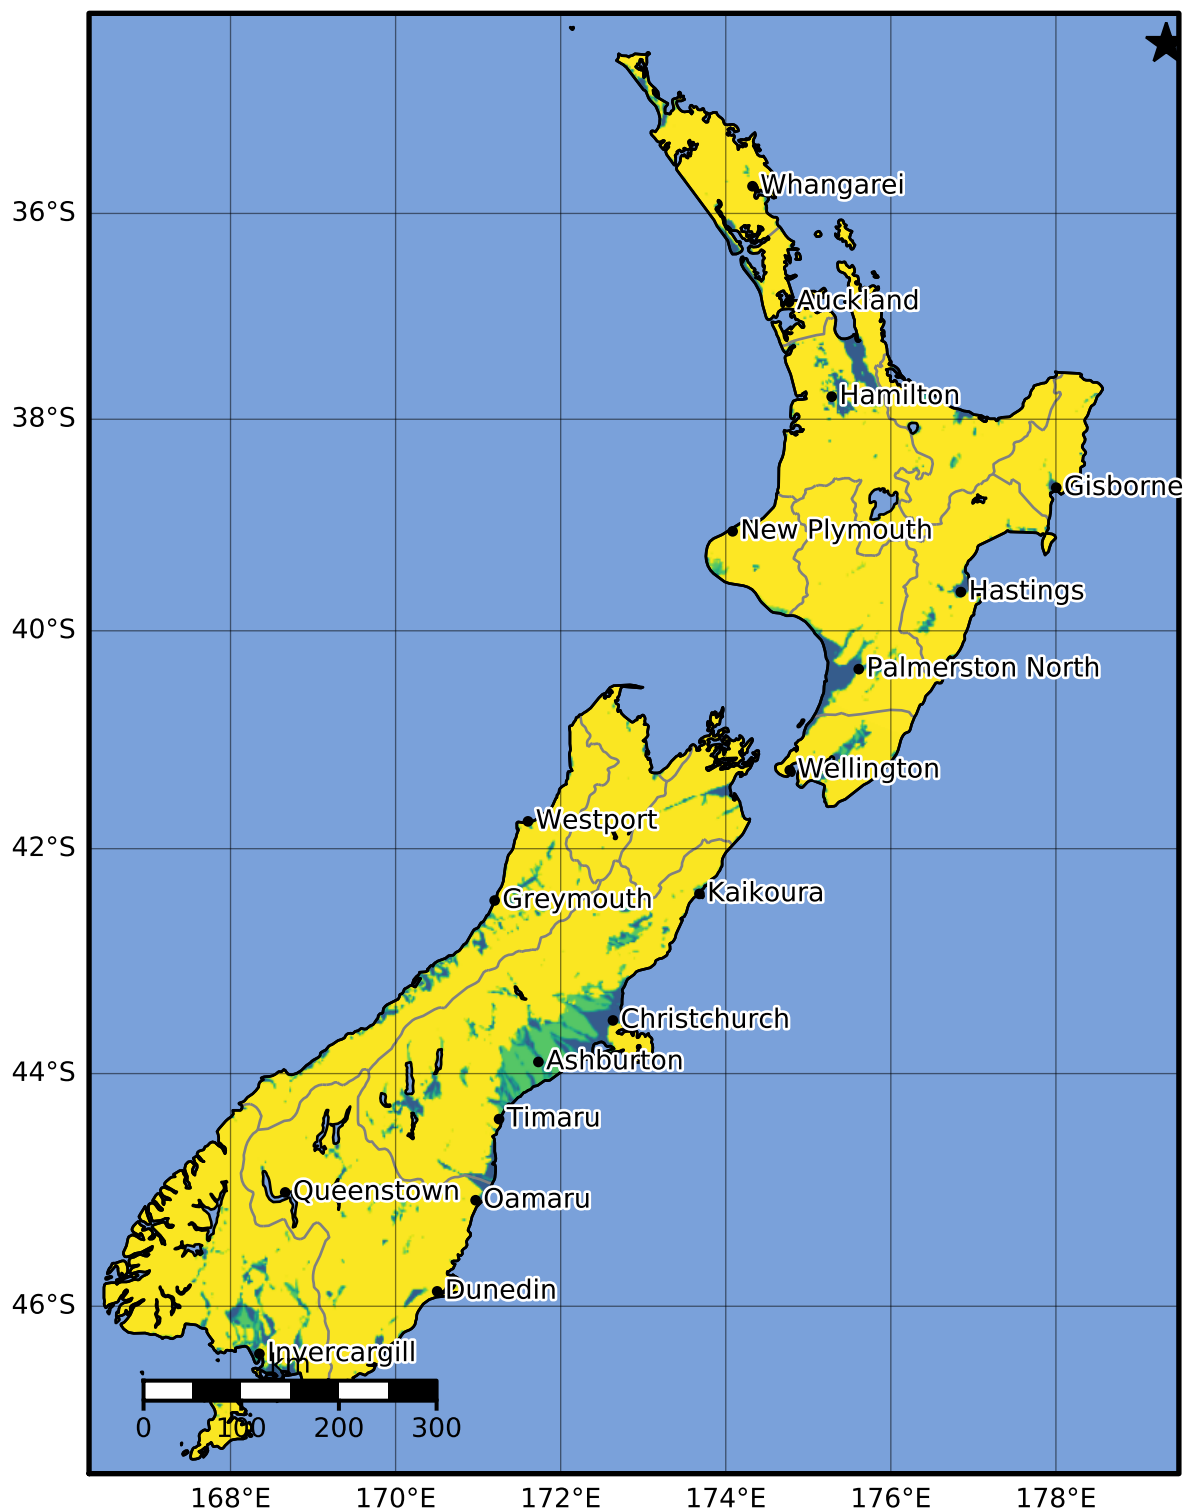 Whangarei
36°S
Auckland
Hamilton
38°S
Gisborne
New Plymouth
Hastings
40°S
Palmerston North
Wellington
Westport
42°S
Kaikoura
Greymouth
Christchurch
Ashburton
44°S
Timaru
Queenstown
Oamaru
Dunedin
46°S
Invercargill
km
0 100 200 300
168°E 170°E 172°E 174°E 176°E 178°E